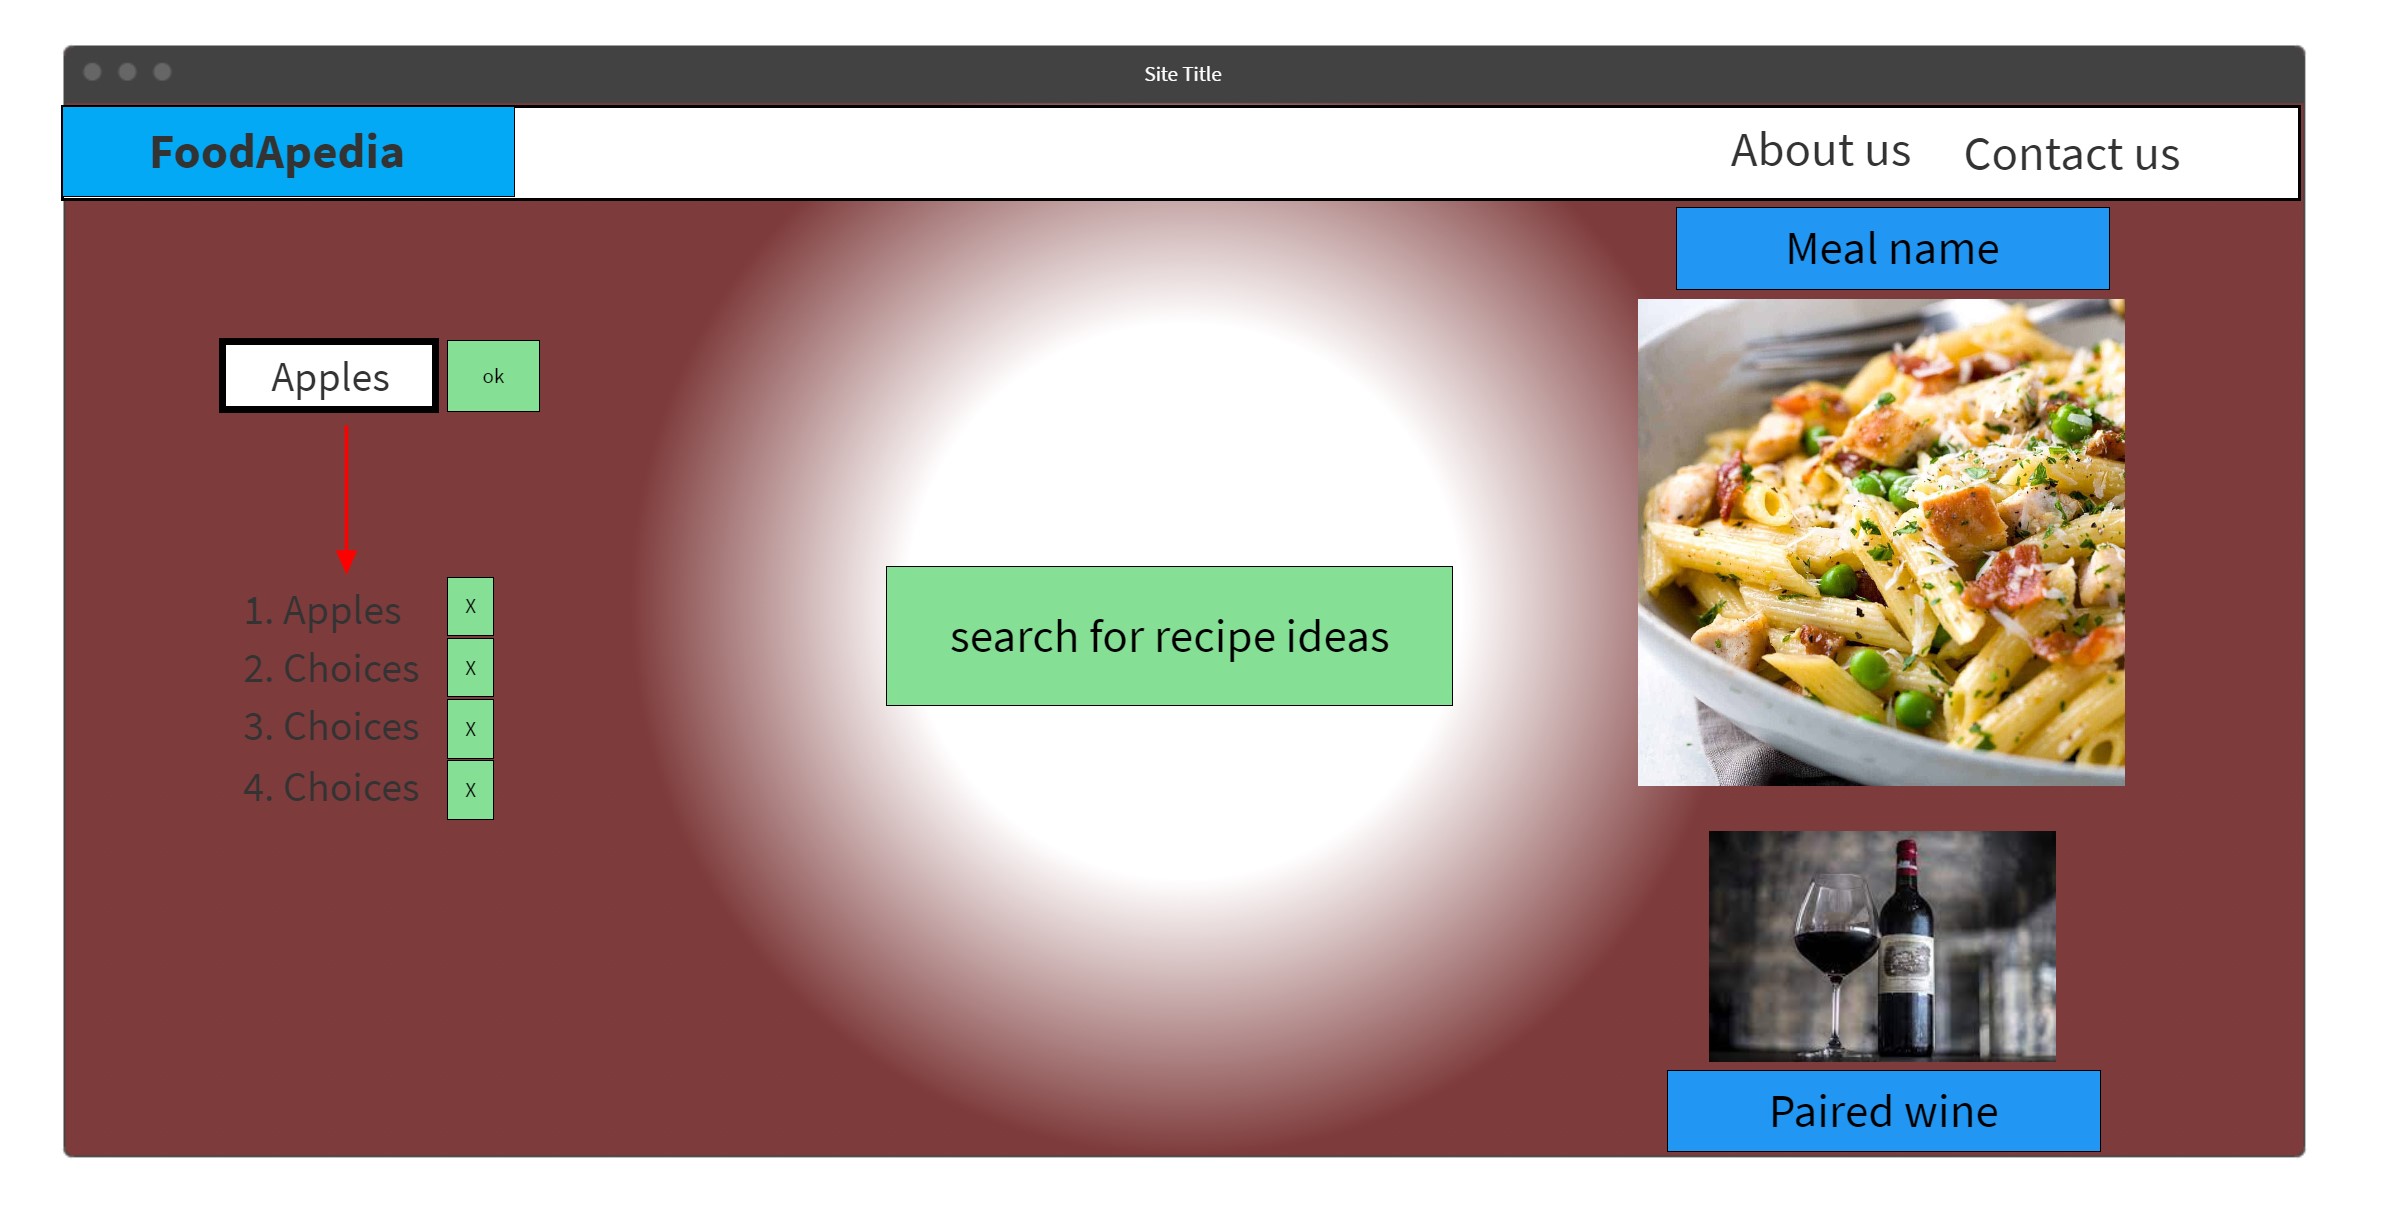 Site Title
FoodApedia
About us
Contact us
Meal name
Apples
ok
1. Apples
X
2. Choices
X
3. Choices
X
4. Choices
X
search for recipe ideas
Paired wine